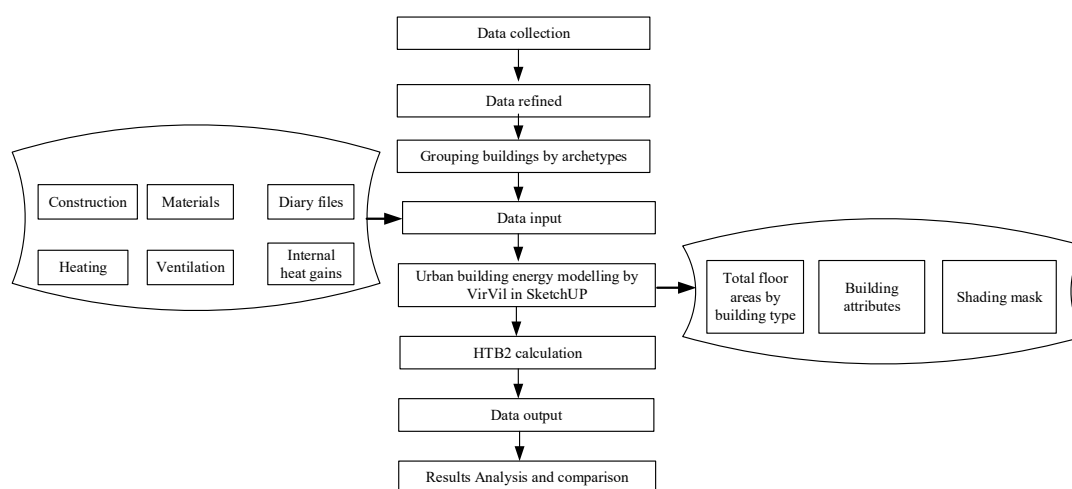 Data collection
Data refined
Grouping buildings by archetypes
Construction
Materials
Diary files
Data input
Heating
Ventilation
Internal
heat gains
Urban building energy modelling by
VirVil in SketchUP
Total floor
areas by
building type
Building
attributes
Shading mask
HTB2 calculation
Data output
Results Analysis and comparison